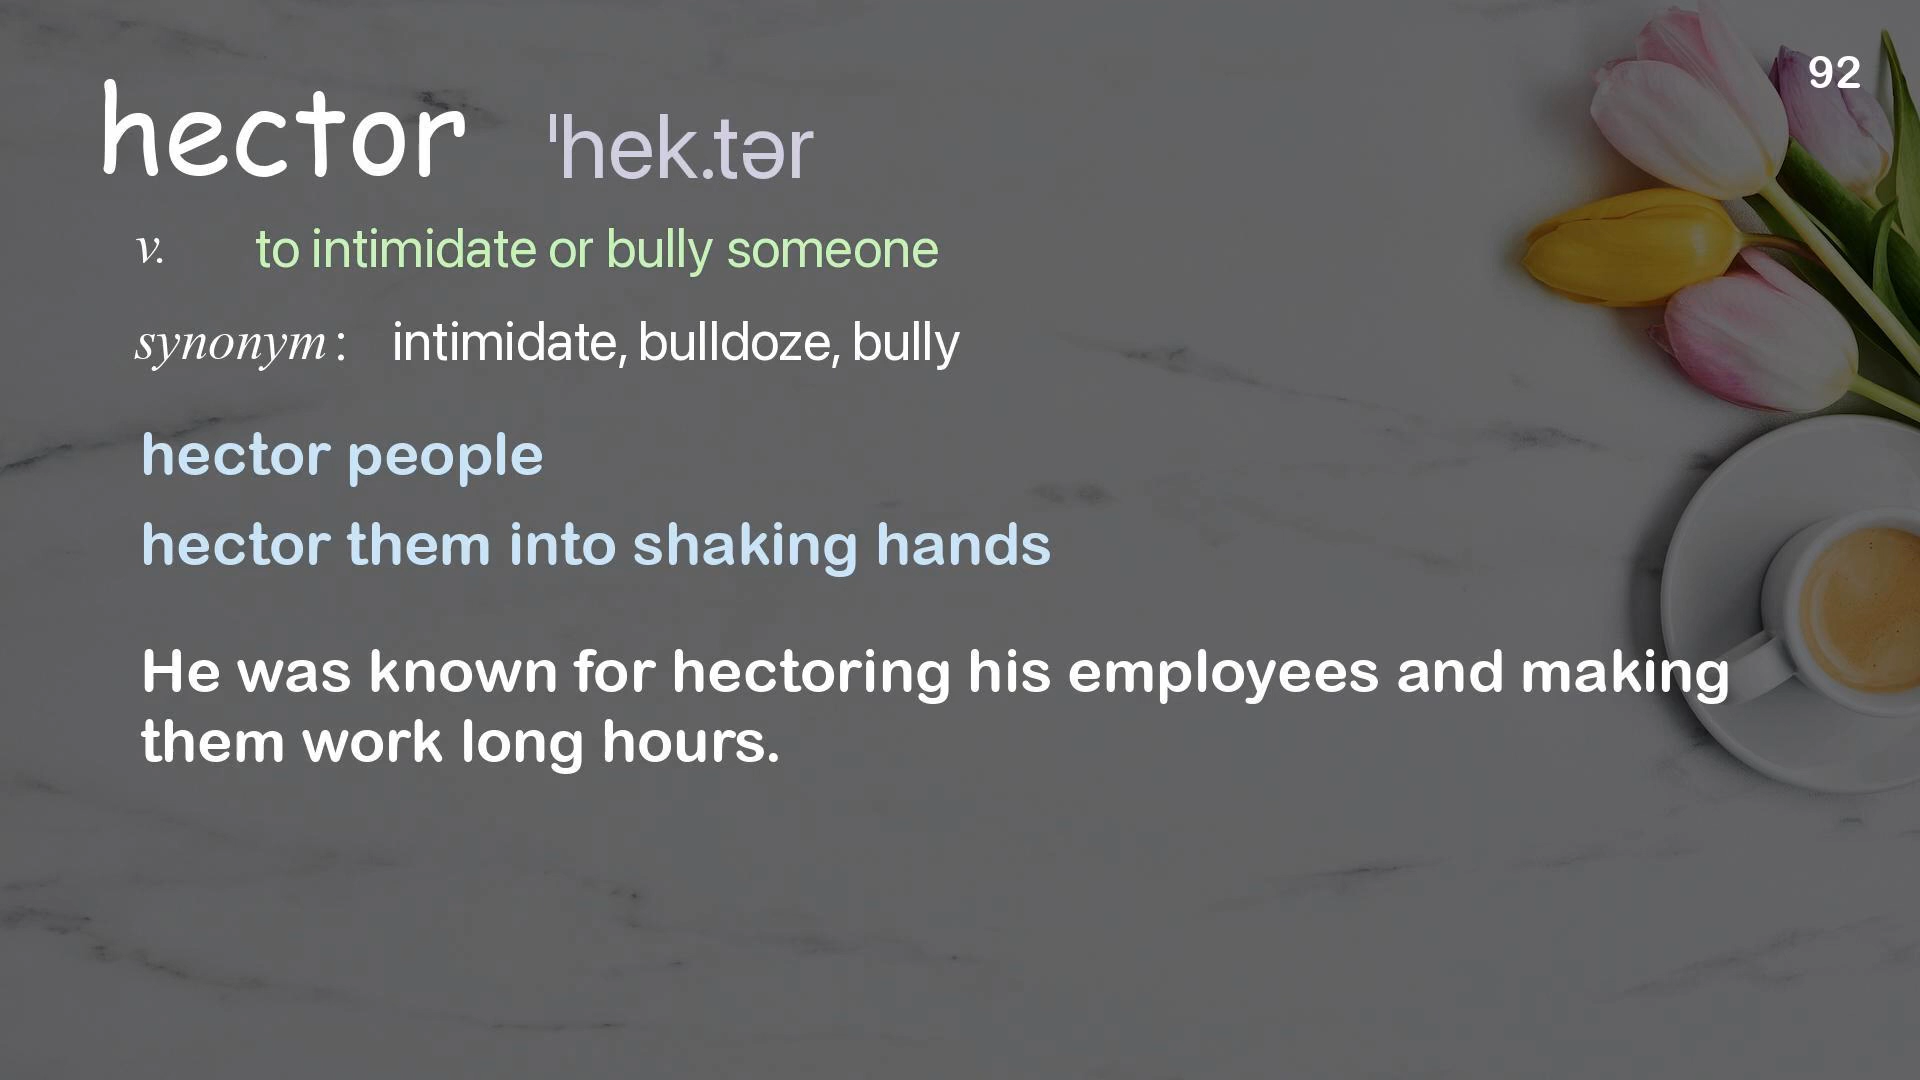 92
hector ˈhek.tər
v. to intimidate or bully someone
synonym : intimidate, bulldoze, bully
hector people
hector them into shaking hands
He was known for hectoring his employees and making
them work long hours.